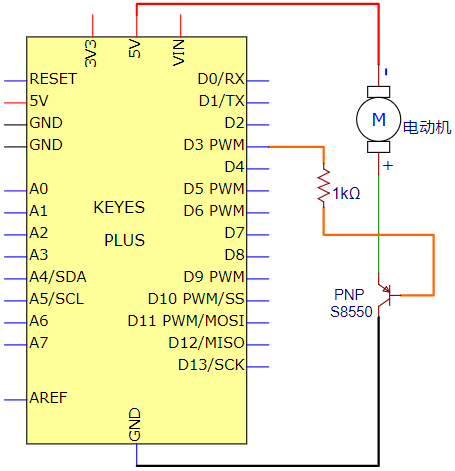 3V3
5V
VIN
RESET
5V
GND
GND
A0
A1
A2
A3
A4/SDA
A5/SCL
A6
A7
AREF
KEYES
PLUS
D0/RX
D1/TX
D2
D3 PWM
D4
D5 PWM
D6 PWM
D7
D8
D9 PWM
D10 PWM/SS
D11 PWM/MOSI
D12/MISO
D13/SCK
GND
-
M
电动机
+
1kΩ
PNP
S8550